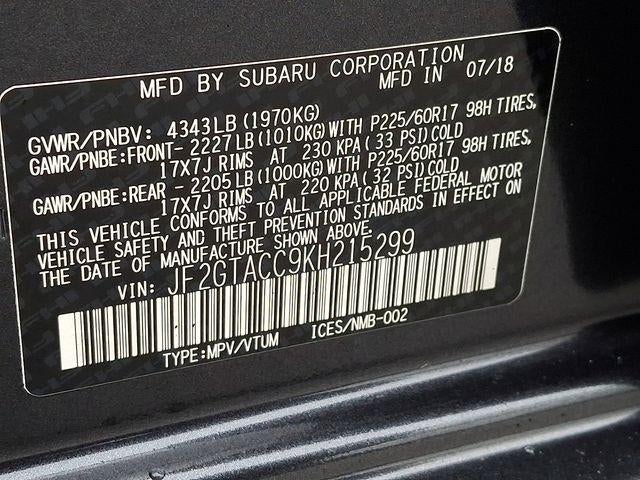 MFD BY SUBARU CORPORATION
MFD IN 07/18
GVWR/PNBV: 4343LB (1970KG)
GAWR/PNBE:FRONT-2227LB (1010KG)WITH P225/60R17 98H TIRES,
17X7J RIMS AT 230 KPA (33 PSI)COLD
GAWR/PNBE:REAR - 2205LB (1000KG)WITH P225/60R17 98H TIRES,
17X7J RIMS AT 220 KPA (32 PSI)COLD
THIS VEHICLE CONFORMS TO ALL APPLICABLE FEDERAL MOTOR
VEHICLE SAFETY AND THEFT PREVENTION STANDARDS IN EFFECT ON
THE DATE OF MANUFACTURE SHOWN ABOVE.
VIN: JF2GTACC9KH215299
TYPE:MPV/VTUM ICES/NMB-002